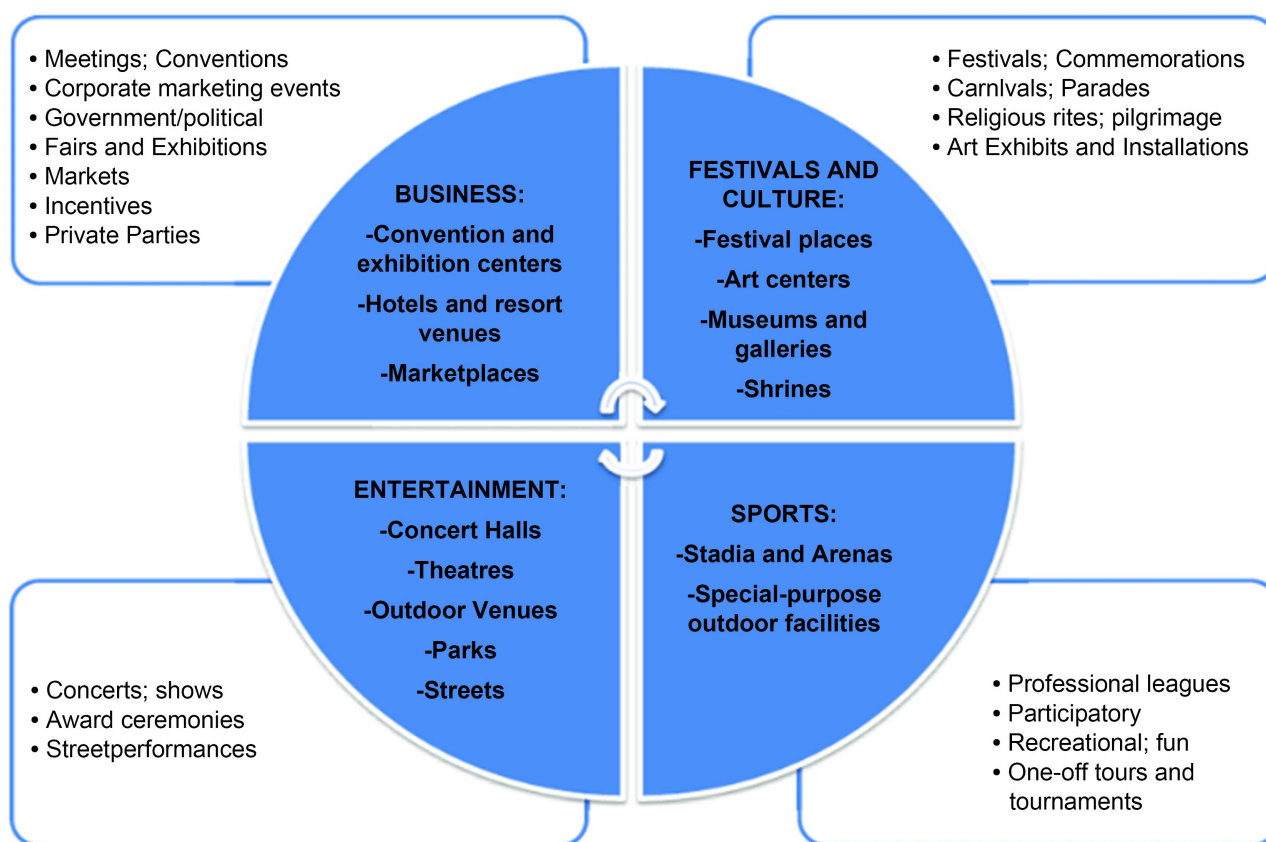 • Meetings; Conventions
• Corporate marketing events
• Government/political
• Fairs and Exhibitions
• Markets
• Incentives
• Private Parties
• Festivals; Commemorations
• Carnlvals; Parades
• Religious rites; pilgrimage
• Art Exhibits and Installations
BUSINESS:
-Convention and
exhibition centers
-Hotels and resort
venues
-Marketplaces
FESTIVALS AND
CULTURE:
-Festival places
-Art centers
-Museums and
galleries
-Shrines
ENTERTAINMENT:
-Concert Halls
-Theatres
-Outdoor Venues
-Parks
-Streets
SPORTS:
-Stadia and Arenas
-Special-purpose
outdoor facilities
• Concerts; shows
• Award ceremonies
• Streetperformances
• Professional leagues
• Participatory
• Recreational; fun
• One-off tours and
tournaments